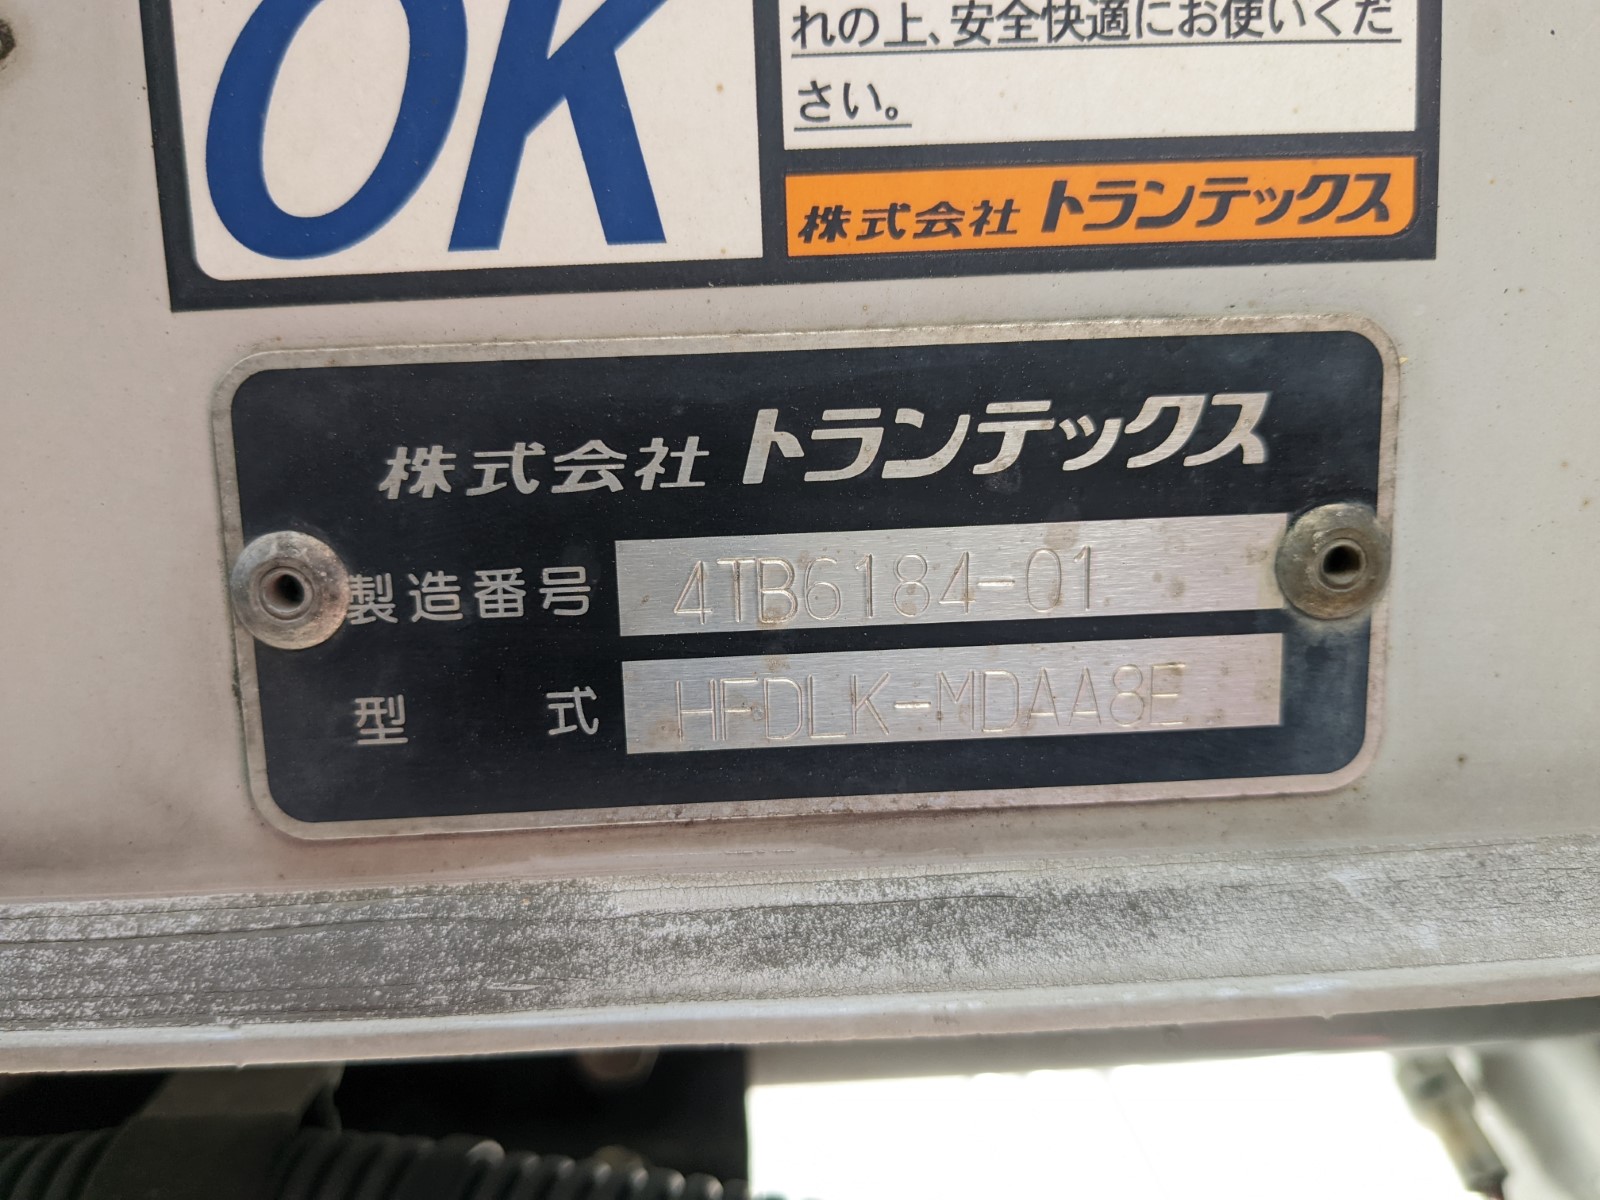 OK
れの上、安全快適にお使いくだ
さい。
株式会社トランテックス
株式会社トランテックス
製造番号 4TB6184-01
型式 HFDLK-MDAA8E